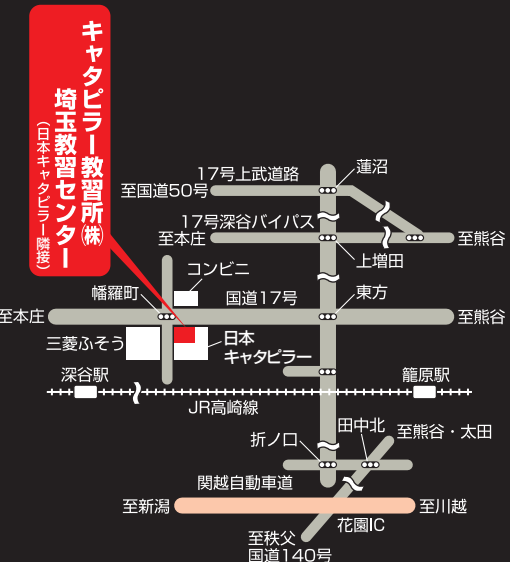 キャタピラー教習所㈱
埼玉教習センター
(日本キャタピラー隣接)
17号上武道路
蓮沼
至国道50号
17号深谷バイパス
至本庄
至熊谷
上増田
コンビニ
幡羅町
国道17号
東方
至本庄
至熊谷
三菱ふそう
日本
キャタピラー
深谷駅
籠原駅
JR高崎線
折ノ口
田中北
至熊谷・太田
関越自動車道
至新潟
至川越
花園IC
至秩父
国道140号